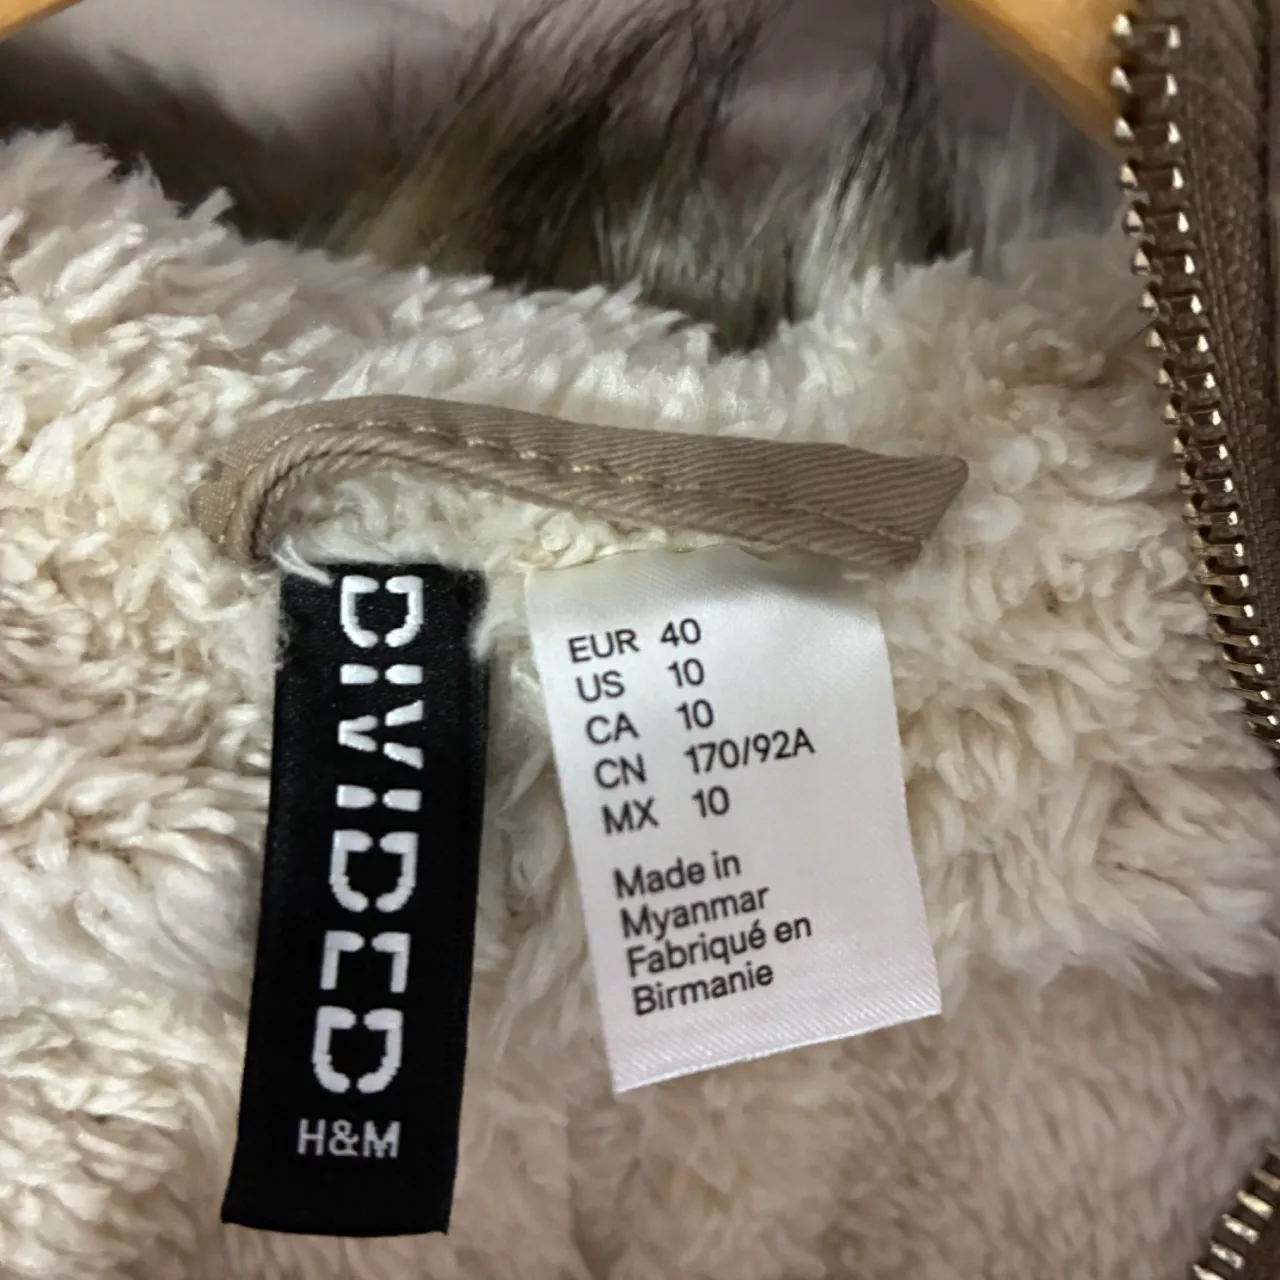 DIVIDED
H&M
EUR 40
US 10
CA 10
CN 170/92A
MX 10
Made in
Myanmar
Fabriqué en
Birmanie